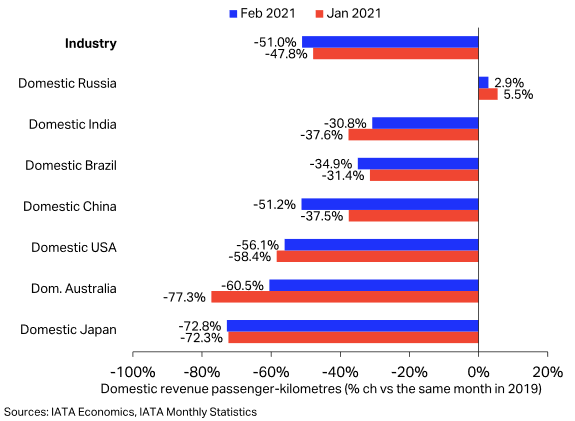 Feb 2021 Jan 2021
Industry -51.0%
-47.8%
Domestic Russia 2.9%
5.5%
Domestic India -30.8%
-37.6%
Domestic Brazil -34.9%
-31.4%
Domestic China -51.2%
-37.5%
Domestic USA -56.1%
-58.4%
Dom. Australia -60.5%
-77.3%
Domestic Japan -72.8%
-72.3%
-100% -80% -60% -40% -20% 0% 20%
Domestic revenue passenger-kilometres (% ch vs the same month in 2019)
Sources: IATA Economics, IATA Monthly Statistics